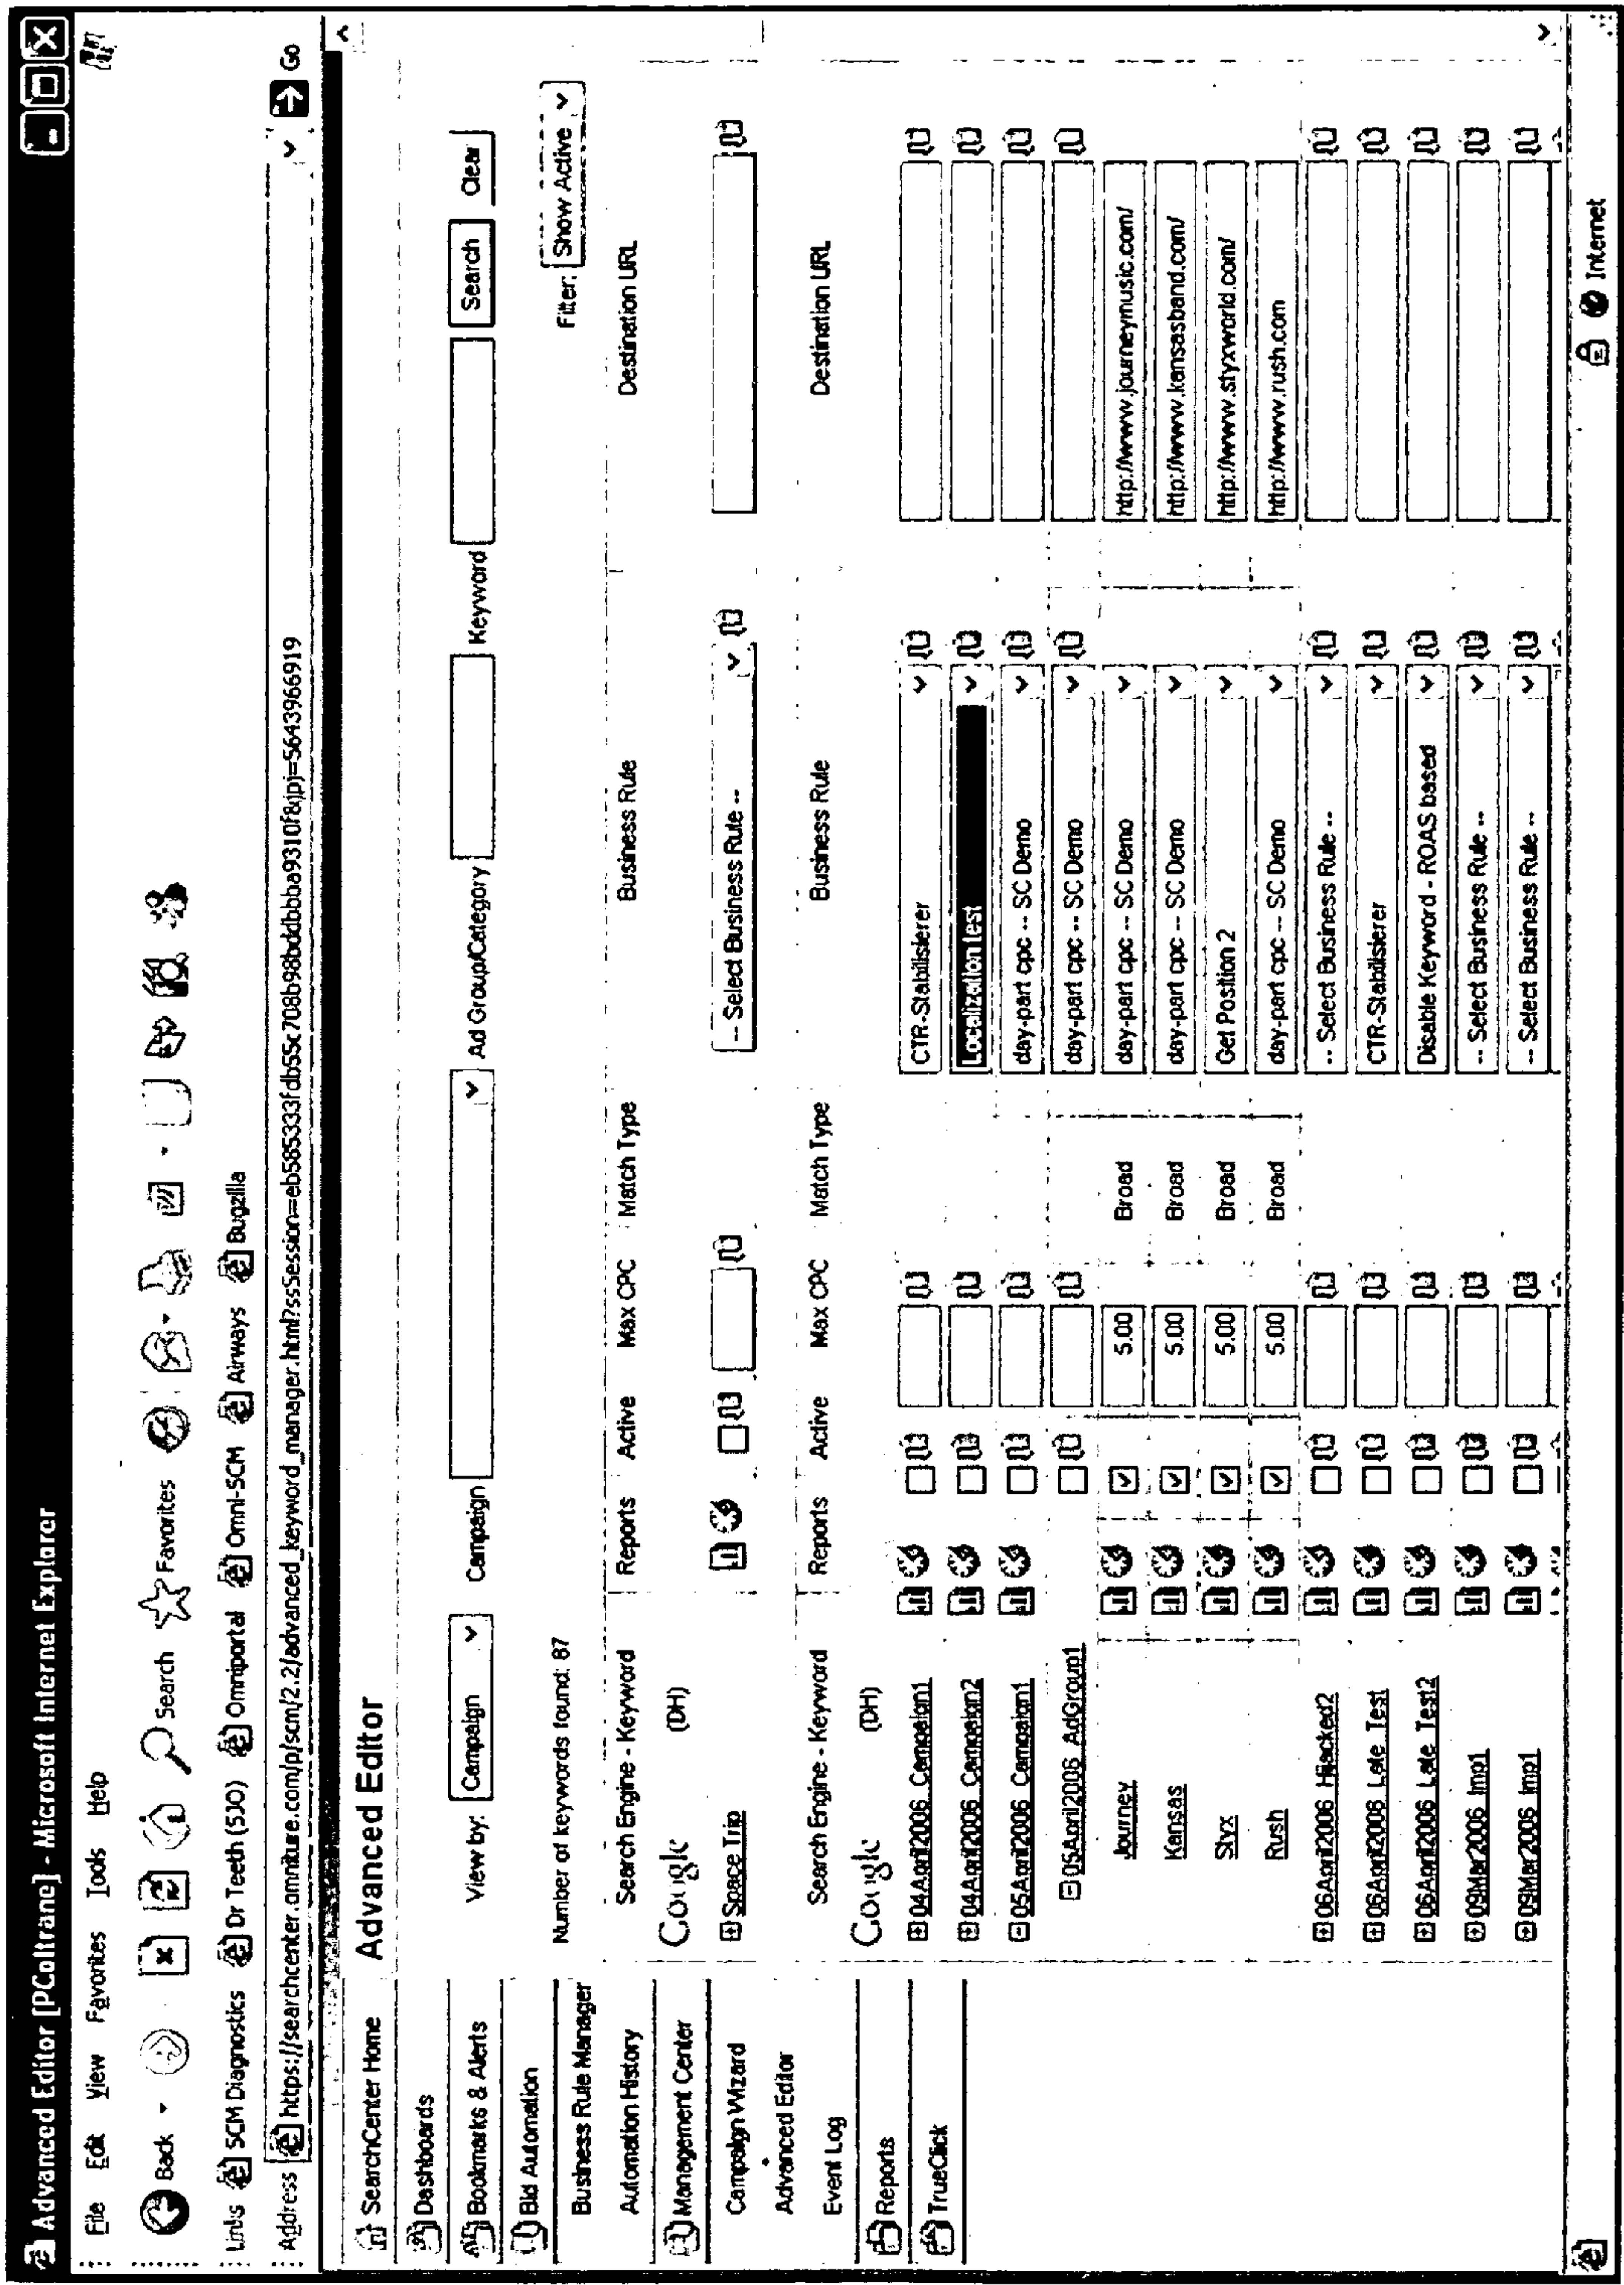 Advanced Editor [PColtrane] - Microsoft Internet Explorer
File Edit View Favorites Tools Help
Back Search Favorites
Links SCM Diagnostics Dr Teeth (530) Omniportal Omni-SCM Airways Bugzilla
Address https://searchcenter.omniture.com/p/scm/2.2/advanced_keyword_manager.html?ssSession=eb585333fdb55c708b98bddbbba9310f&jpj=564396919 Go
SearchCenter Home
Dashboards
Bookmarks & Alerts
Bid Automation
Business Rule Manager
Automation History
Management Center
Campaign Wizard
Advanced Editor
Event Log
Reports
TrueClick
Advanced Editor
View by: Campaign Campaign Ad Group/Category Keyword Search Clear
Number of keywords found: 87 Filter: Show Active
Search Engine - Keyword Reports Active Max CPC Match Type Business Rule Destination URL
Google (DH)
Space Trip -- Select Business Rule --
Search Engine - Keyword Reports Active Max CPC Match Type Business Rule Destination URL
Google (DH)
04April2006_Campaign1 CTR-Stabilisierer
04April2006_Campaign2 Localization test
05April2006_Campaign1 day-part cpc -- SC Demo
05April2006_AdGroup1 day-part cpc -- SC Demo
Journey 5.00 Broad day-part cpc -- SC Demo http://www.journeymusic.com/
Kansas 5.00 Broad day-part cpc -- SC Demo http://www.kansasband.com/
Styx 5.00 Broad Get Position 2 http://www.styxworld.com/
Rush 5.00 Broad day-part cpc -- SC Demo http://www.rush.com
06April2006_Hijacked2 -- Select Business Rule --
06April2006_Late_Test CTR-Stabilisierer
06April2006_Late_Test2 Disable Keyword - ROAS based
09Mar2006_Imp1 -- Select Business Rule --
09Mar2006_Imp1 -- Select Business Rule --
Internet